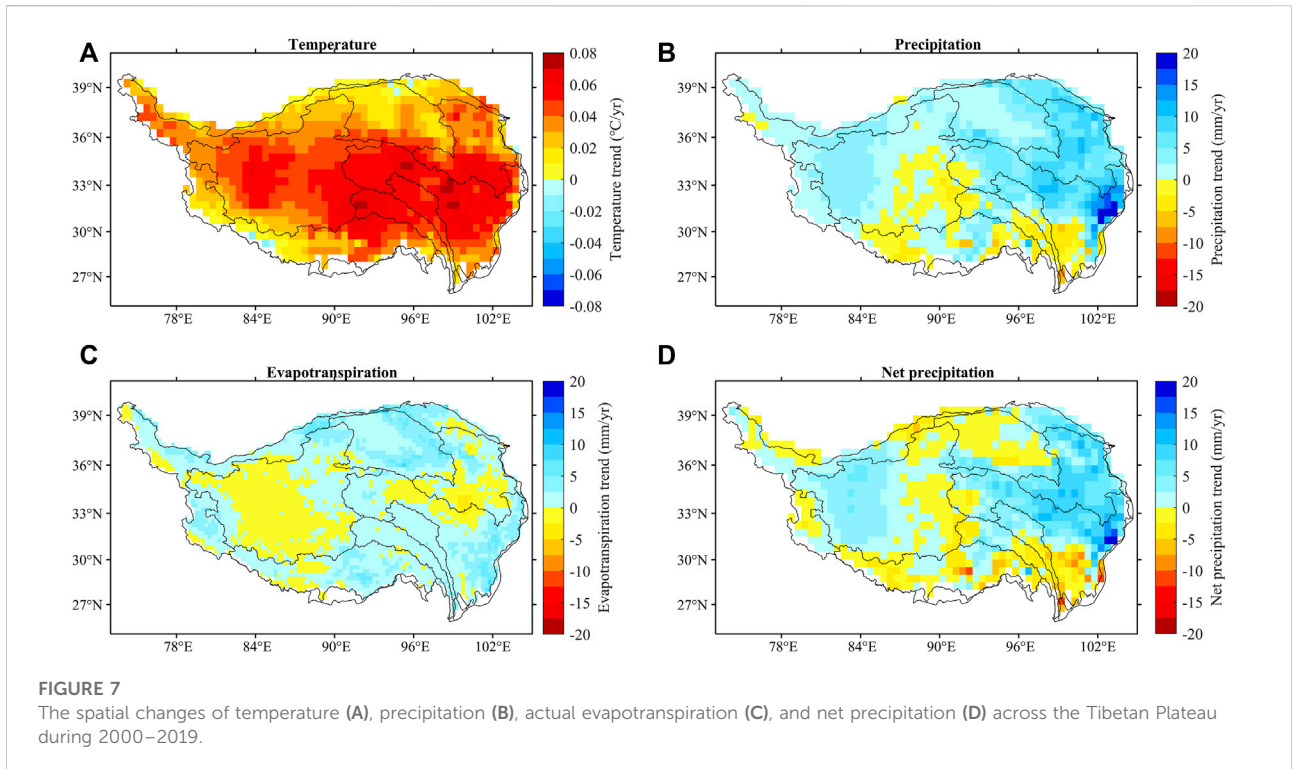 A
Temperature
39°N
36°N
33°N
30°N
27°N
78°E 84°E 90°E 96°E 102°E
0.08
0.06
0.04
0.02
0
-0.02
-0.04
-0.06
-0.08
Temperature trend (°C/yr)
B
Precipitation
39°N
36°N
33°N
30°N
27°N
78°E 84°E 90°E 96°E 102°E
20
15
10
5
0
-5
-10
-15
-20
Precipitation trend (mm/yr)
C
Evapotranspiration
39°N
36°N
33°N
30°N
27°N
78°E 84°E 90°E 96°E 102°E
20
15
10
5
0
-5
-10
-15
-20
Evapotranspiration trend (mm/yr)
D
Net precipitation
39°N
36°N
33°N
30°N
27°N
78°E 84°E 90°E 96°E 102°E
20
15
10
5
0
-5
-10
-15
-20
Net precipitation trend (mm/yr)
FIGURE 7
The spatial changes of temperature (A), precipitation (B), actual evapotranspiration (C), and net precipitation (D) across the Tibetan Plateau
during 2000–2019.